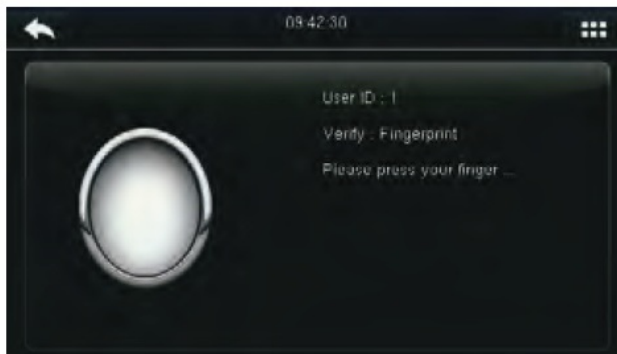 09:42:30
User ID : 1
Verify : Fingerprint
Please press your finger ...